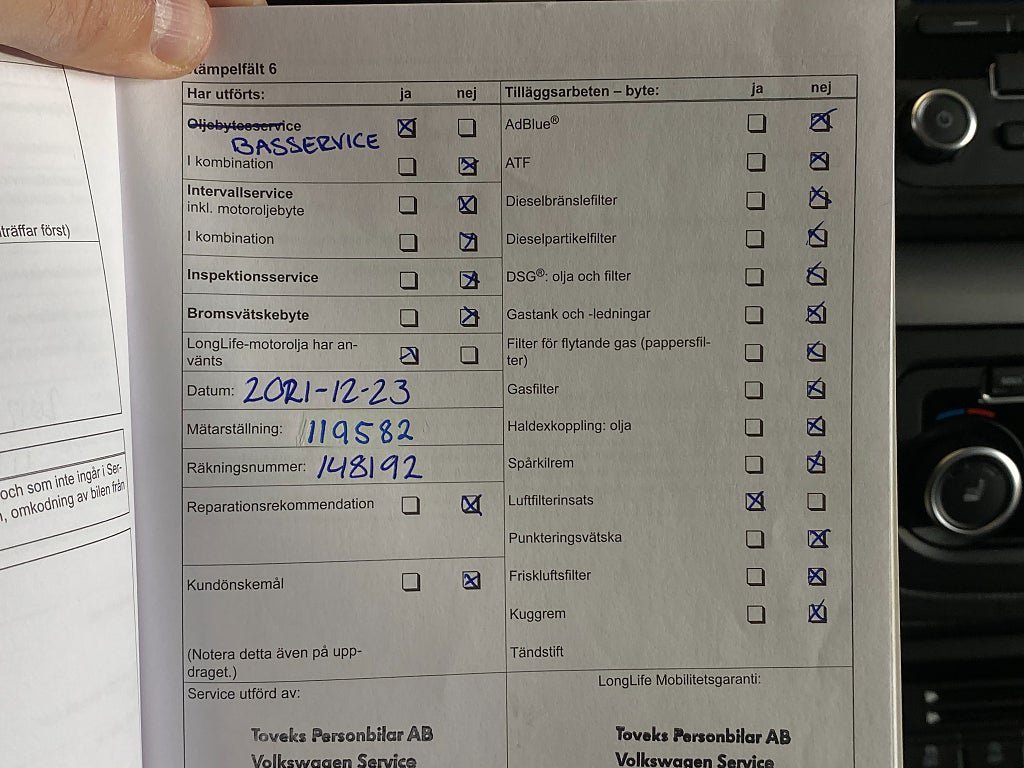 träffar först)
och som inte ingår i Ser-
n, omkodning av bilen från
tämpelfält 6
Har utförts: ja nej
Oljebytesservice
BASSERVICE
I kombination
Intervallservice
inkl. motoroljebyte
I kombination
Inspektionsservice
Bromsvätskebyte
LongLife-motorolja har an-
vänts
Datum: 2021-12-23
Mätarställning: 119582
Räkningsnummer: 148192
Reparationsrekommendation
Kundönskemål
(Notera detta även på upp-
draget.)
Service utförd av:
Toveks Personbilar AB
Volkswagen Service
Tilläggsarbeten – byte: ja nej
AdBlue®
ATF
Dieselbränslefilter
Dieselpartikelfilter
DSG®: olja och filter
Gastank och -ledningar
Filter för flytande gas (pappersfil-
ter)
Gasfilter
Haldexkoppling: olja
Spårkilrem
Luftfilterinsats
Punkteringsvätska
Friskluftsfilter
Kuggrem
Tändstift
LongLife Mobilitetsgaranti:
Toveks Personbilar AB
Volkswagen Service